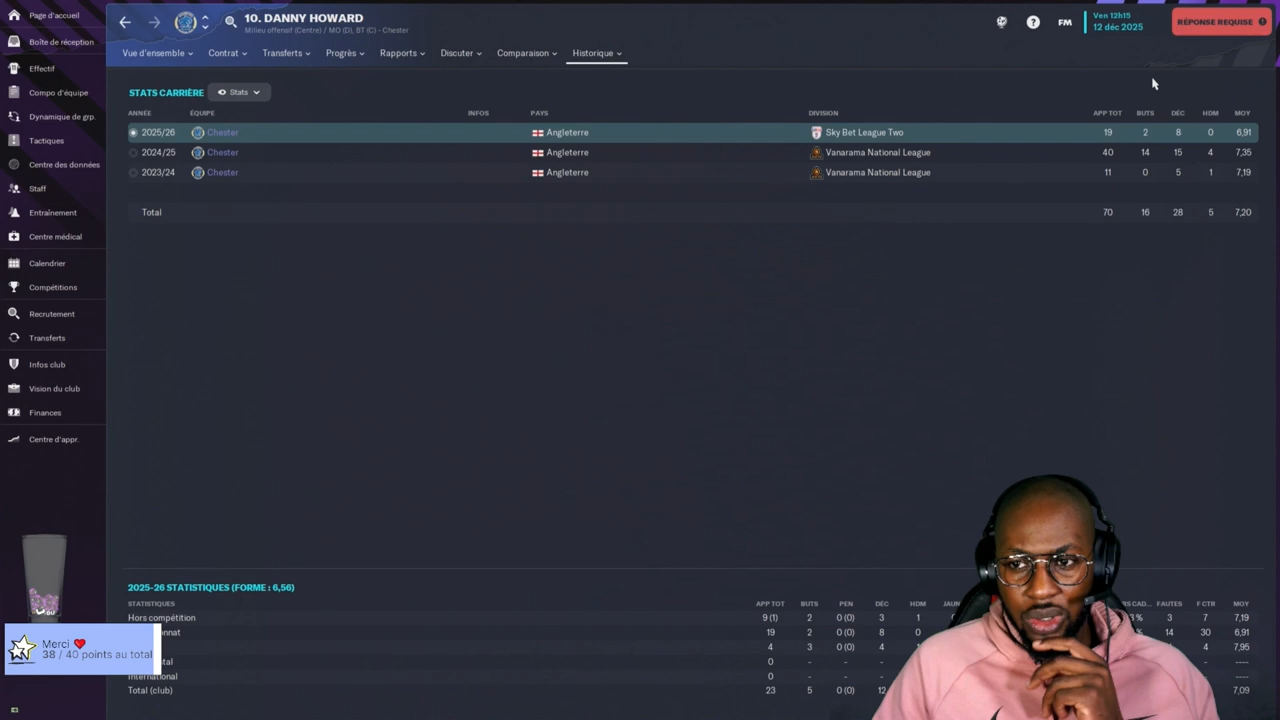 Page d'accueil
Boîte de réception
Effectif
Compo d'équipe
Dynamique de grp.
Tactiques
Centre des données
Staff
Entraînement
Centre médical
Calendrier
Compétitions
Recrutement
Transferts
Infos club
Vision du club
Finances
Centre d'appr.
10. DANNY HOWARD
Milieu offensif (Centre) / MO (D), BT (C) - Chester
FM
Ven 12h15
12 déc 2025
RÉPONSE REQUISE
Vue d'ensemble Contrat Transferts Progrès Rapports Discuter Comparaison Historique
STATS CARRIÈRE Stats
ANNÉE ÉQUIPE INFOS PAYS DIVISION APP TOT BUTS DÉC HDM MOY
2025/26 Chester Angleterre Sky Bet League Two 19 2 8 0 6,91
2024/25 Chester Angleterre Vanarama National League 40 14 15 4 7,35
2023/24 Chester Angleterre Vanarama National League 11 0 5 1 7,19
Total 70 16 28 5 7,20
2025-26 STATISTIQUES (FORME : 6,56)
STATISTIQUES APP TOT BUTS PEN DÉC HDM JAUN FAUTES F CTR MOY
Hors compétition 9 (1) 2 0 (0) 3 1 3 7 7,19
onnat 19 2 0 (0) 8 0 14 30 6,91
4 3 0 (0) 4 4 7,95
tal 0 - - - - ----
International 0 - - - - ----
Total (club) 23 5 0 (0) 12 7,09
Merci ❤
38 / 40 points au total